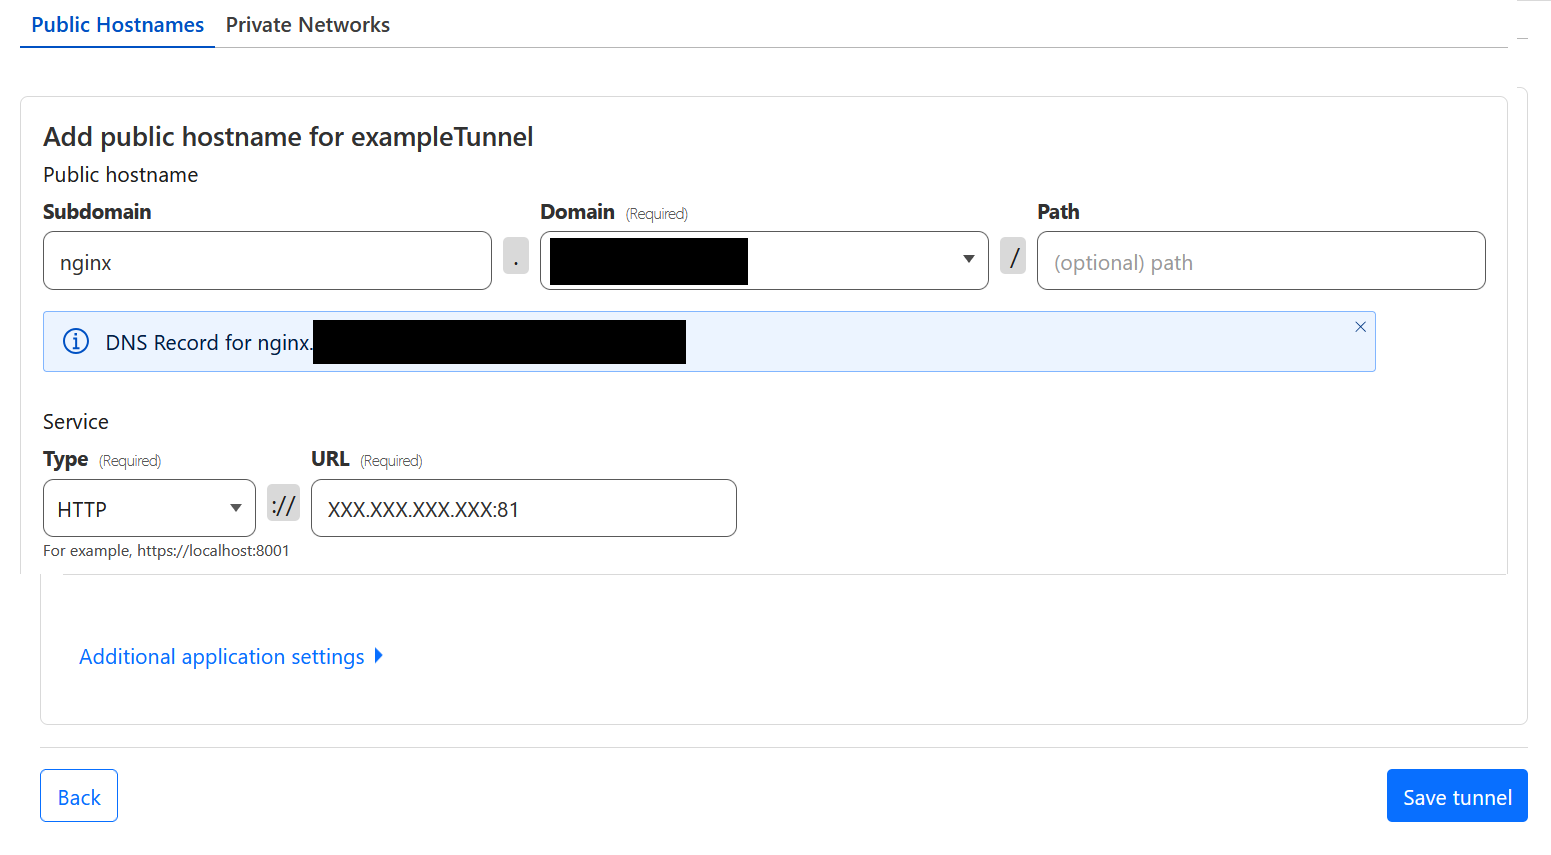 Public Hostnames Private Networks
Add public hostname for exampleTunnel
Public hostname
Subdomain Domain (Required) Path
nginx . / (optional) path
DNS Record for nginx.
Service
Type (Required) URL (Required)
HTTP :// XXX.XXX.XXX.XXX:81
For example, https://localhost:8001
Additional application settings
Back Save tunnel